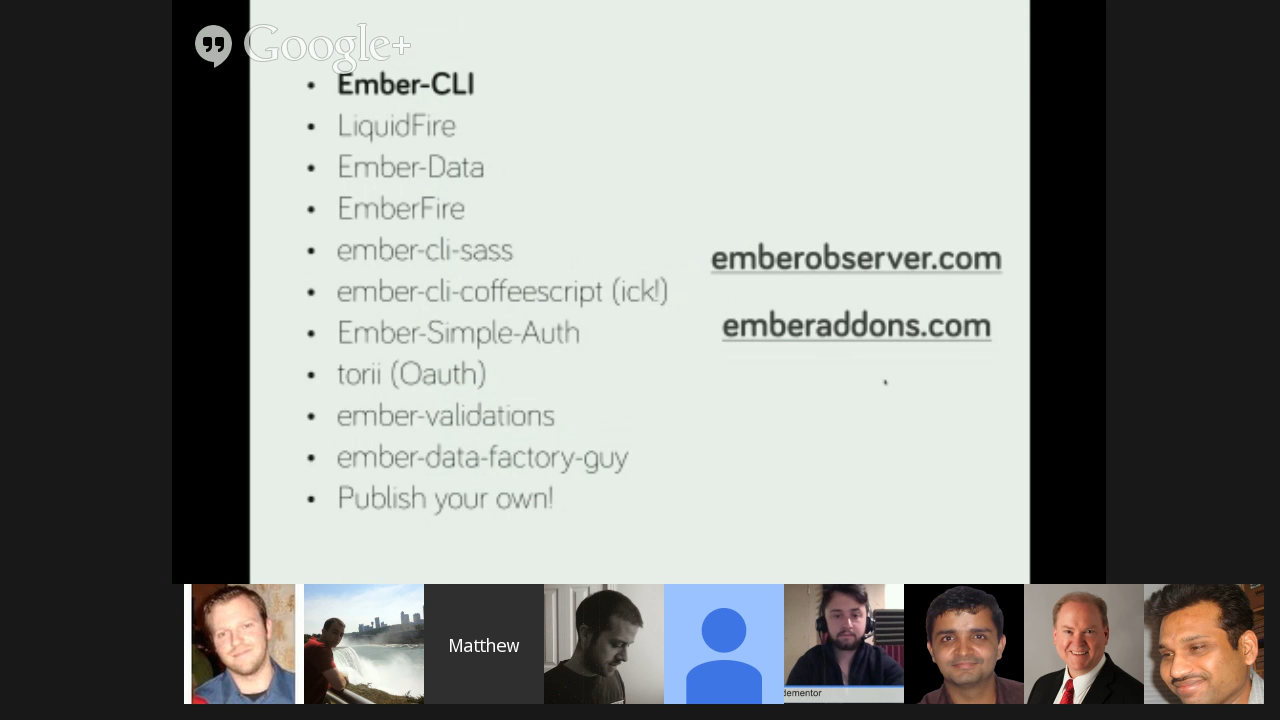 Google+
Ember-CLI
LiquidFire
Ember-Data
EmberFire
ember-cli-sass
ember-cli-coffeescript (ick!)
Ember-Simple-Auth
torii (Oauth)
ember-validations
ember-data-factory-guy
Publish your own!
emberobserver.com
emberaddons.com
Matthew
dementor